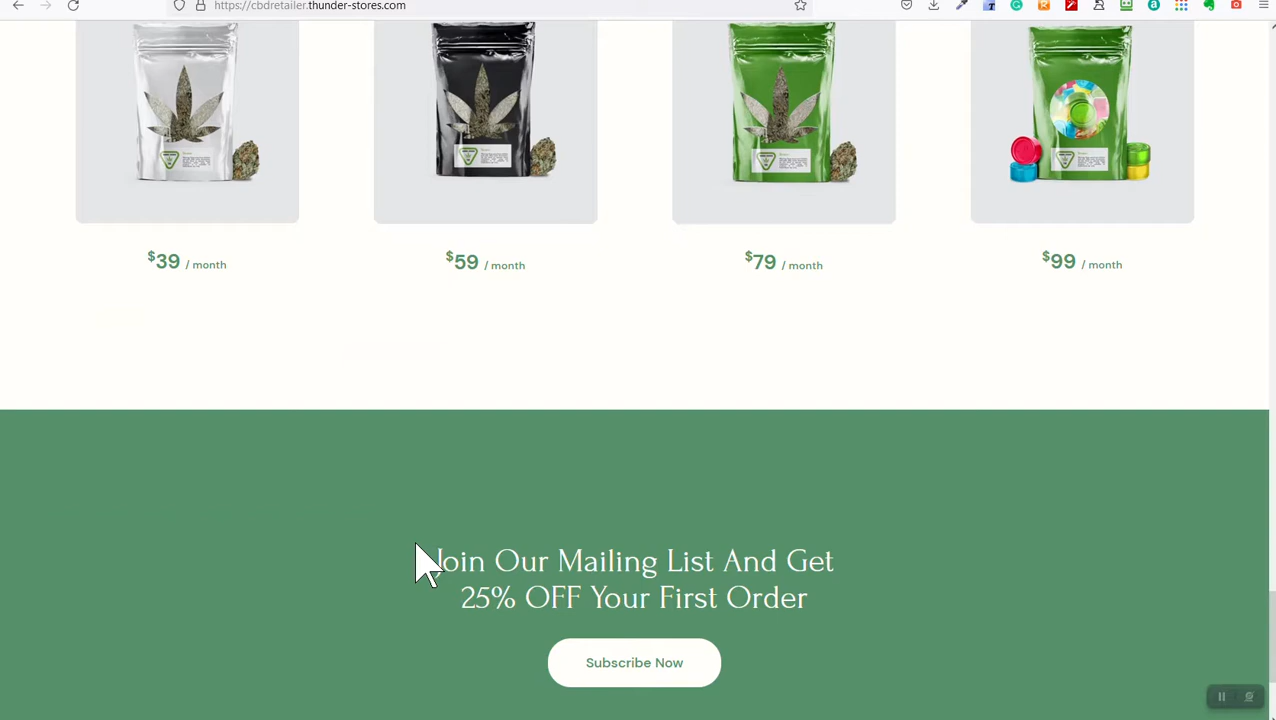 https://cbdretailer.thunder-stores.com
$39 / month
$59 / month
$79 / month
$99 / month
Join Our Mailing List And Get
25% OFF Your First Order
Subscribe Now